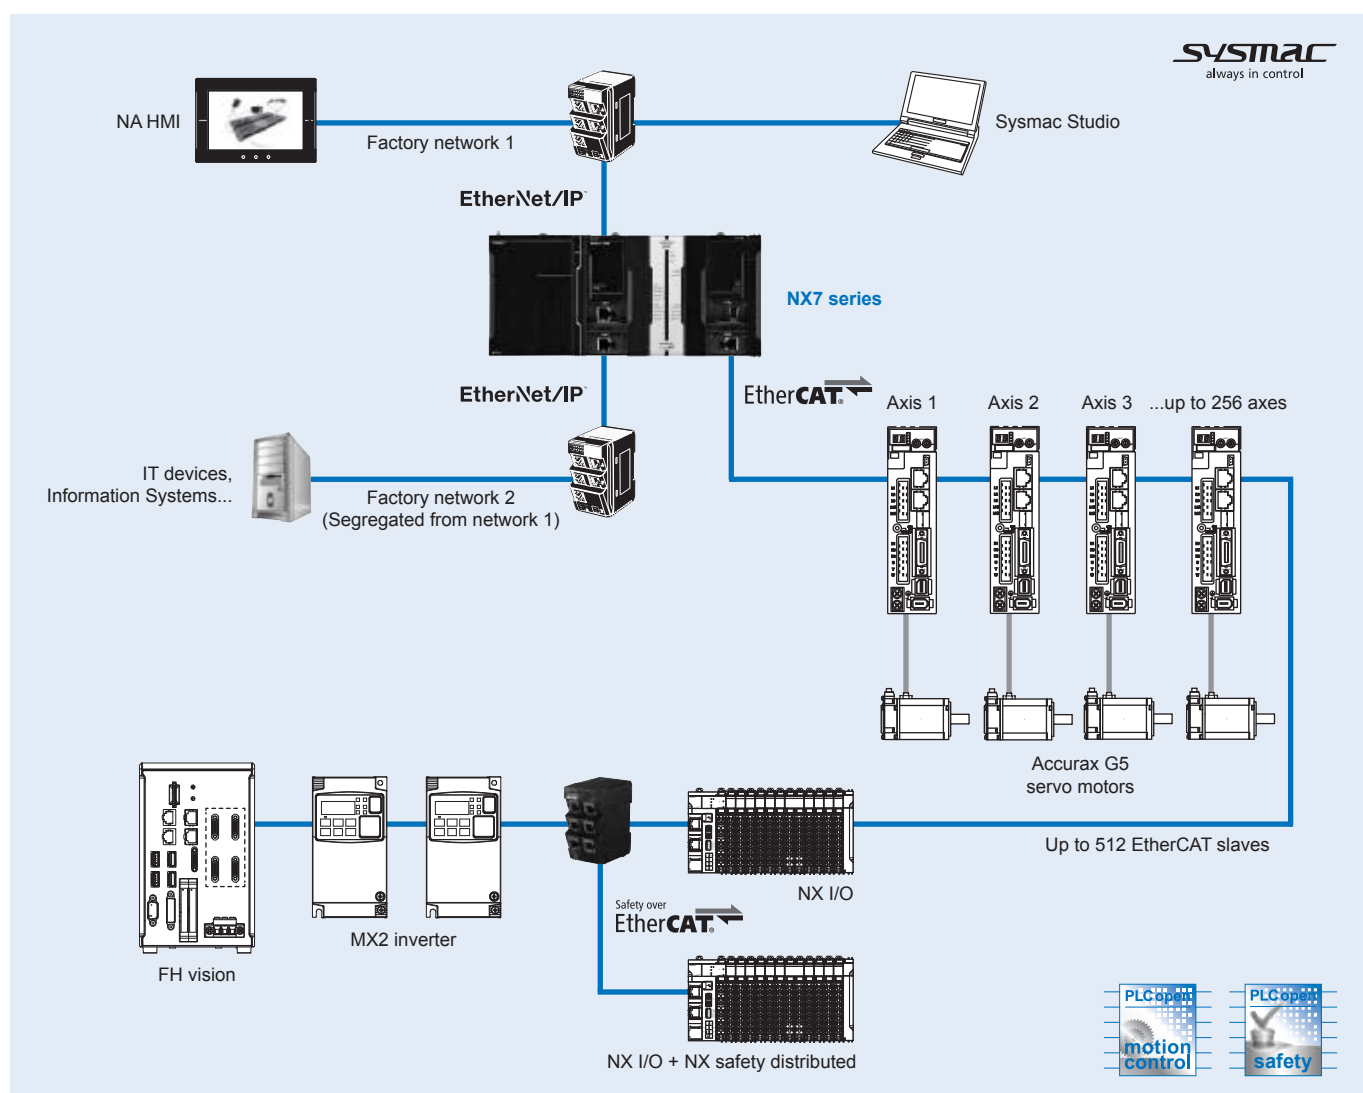 sysmac
always in control
NA HMI
Factory network 1
Sysmac Studio
EtherNet/IP™
NX7 series
EtherNet/IP™
EtherCAT®
Axis 1
Axis 2
Axis 3
...up to 256 axes
IT devices,
Information Systems...
Factory network 2
(Segregated from network 1)
Accurax G5
servo motors
Up to 512 EtherCAT slaves
NX I/O
MX2 inverter
FH vision
Safety over
EtherCAT®
NX I/O + NX safety distributed
PLCopen
motion
control
PLCopen
safety